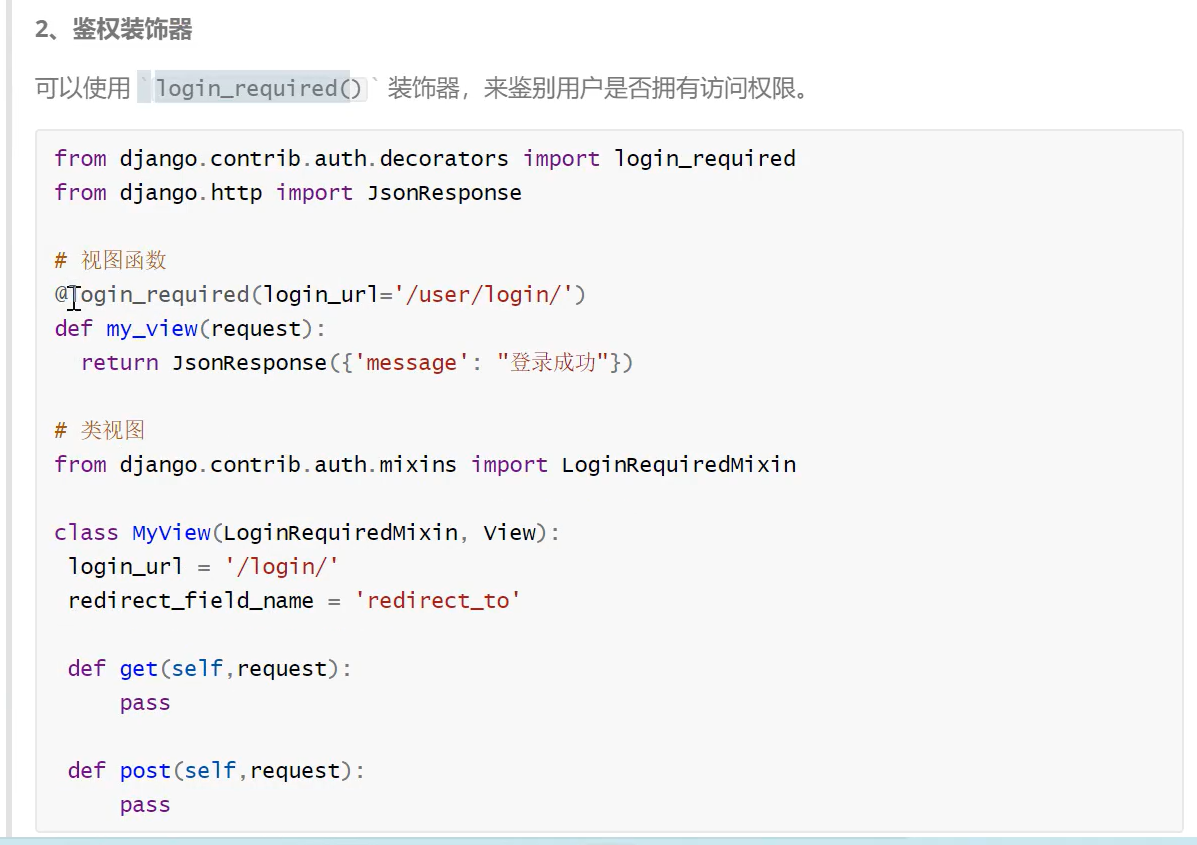 2、鉴权装饰器
可以使用 `login_required()` 装饰器，来鉴别用户是否拥有访问权限。
from django.contrib.auth.decorators import login_required
from django.http import JsonResponse
# 视图函数
@login_required(login_url='/user/login/')
def my_view(request):
  return JsonResponse({'message': "登录成功"})
# 类视图
from django.contrib.auth.mixins import LoginRequiredMixin
class MyView(LoginRequiredMixin, View):
 login_url = '/login/'
 redirect_field_name = 'redirect_to'
 def get(self,request):
     pass
 def post(self,request):
     pass